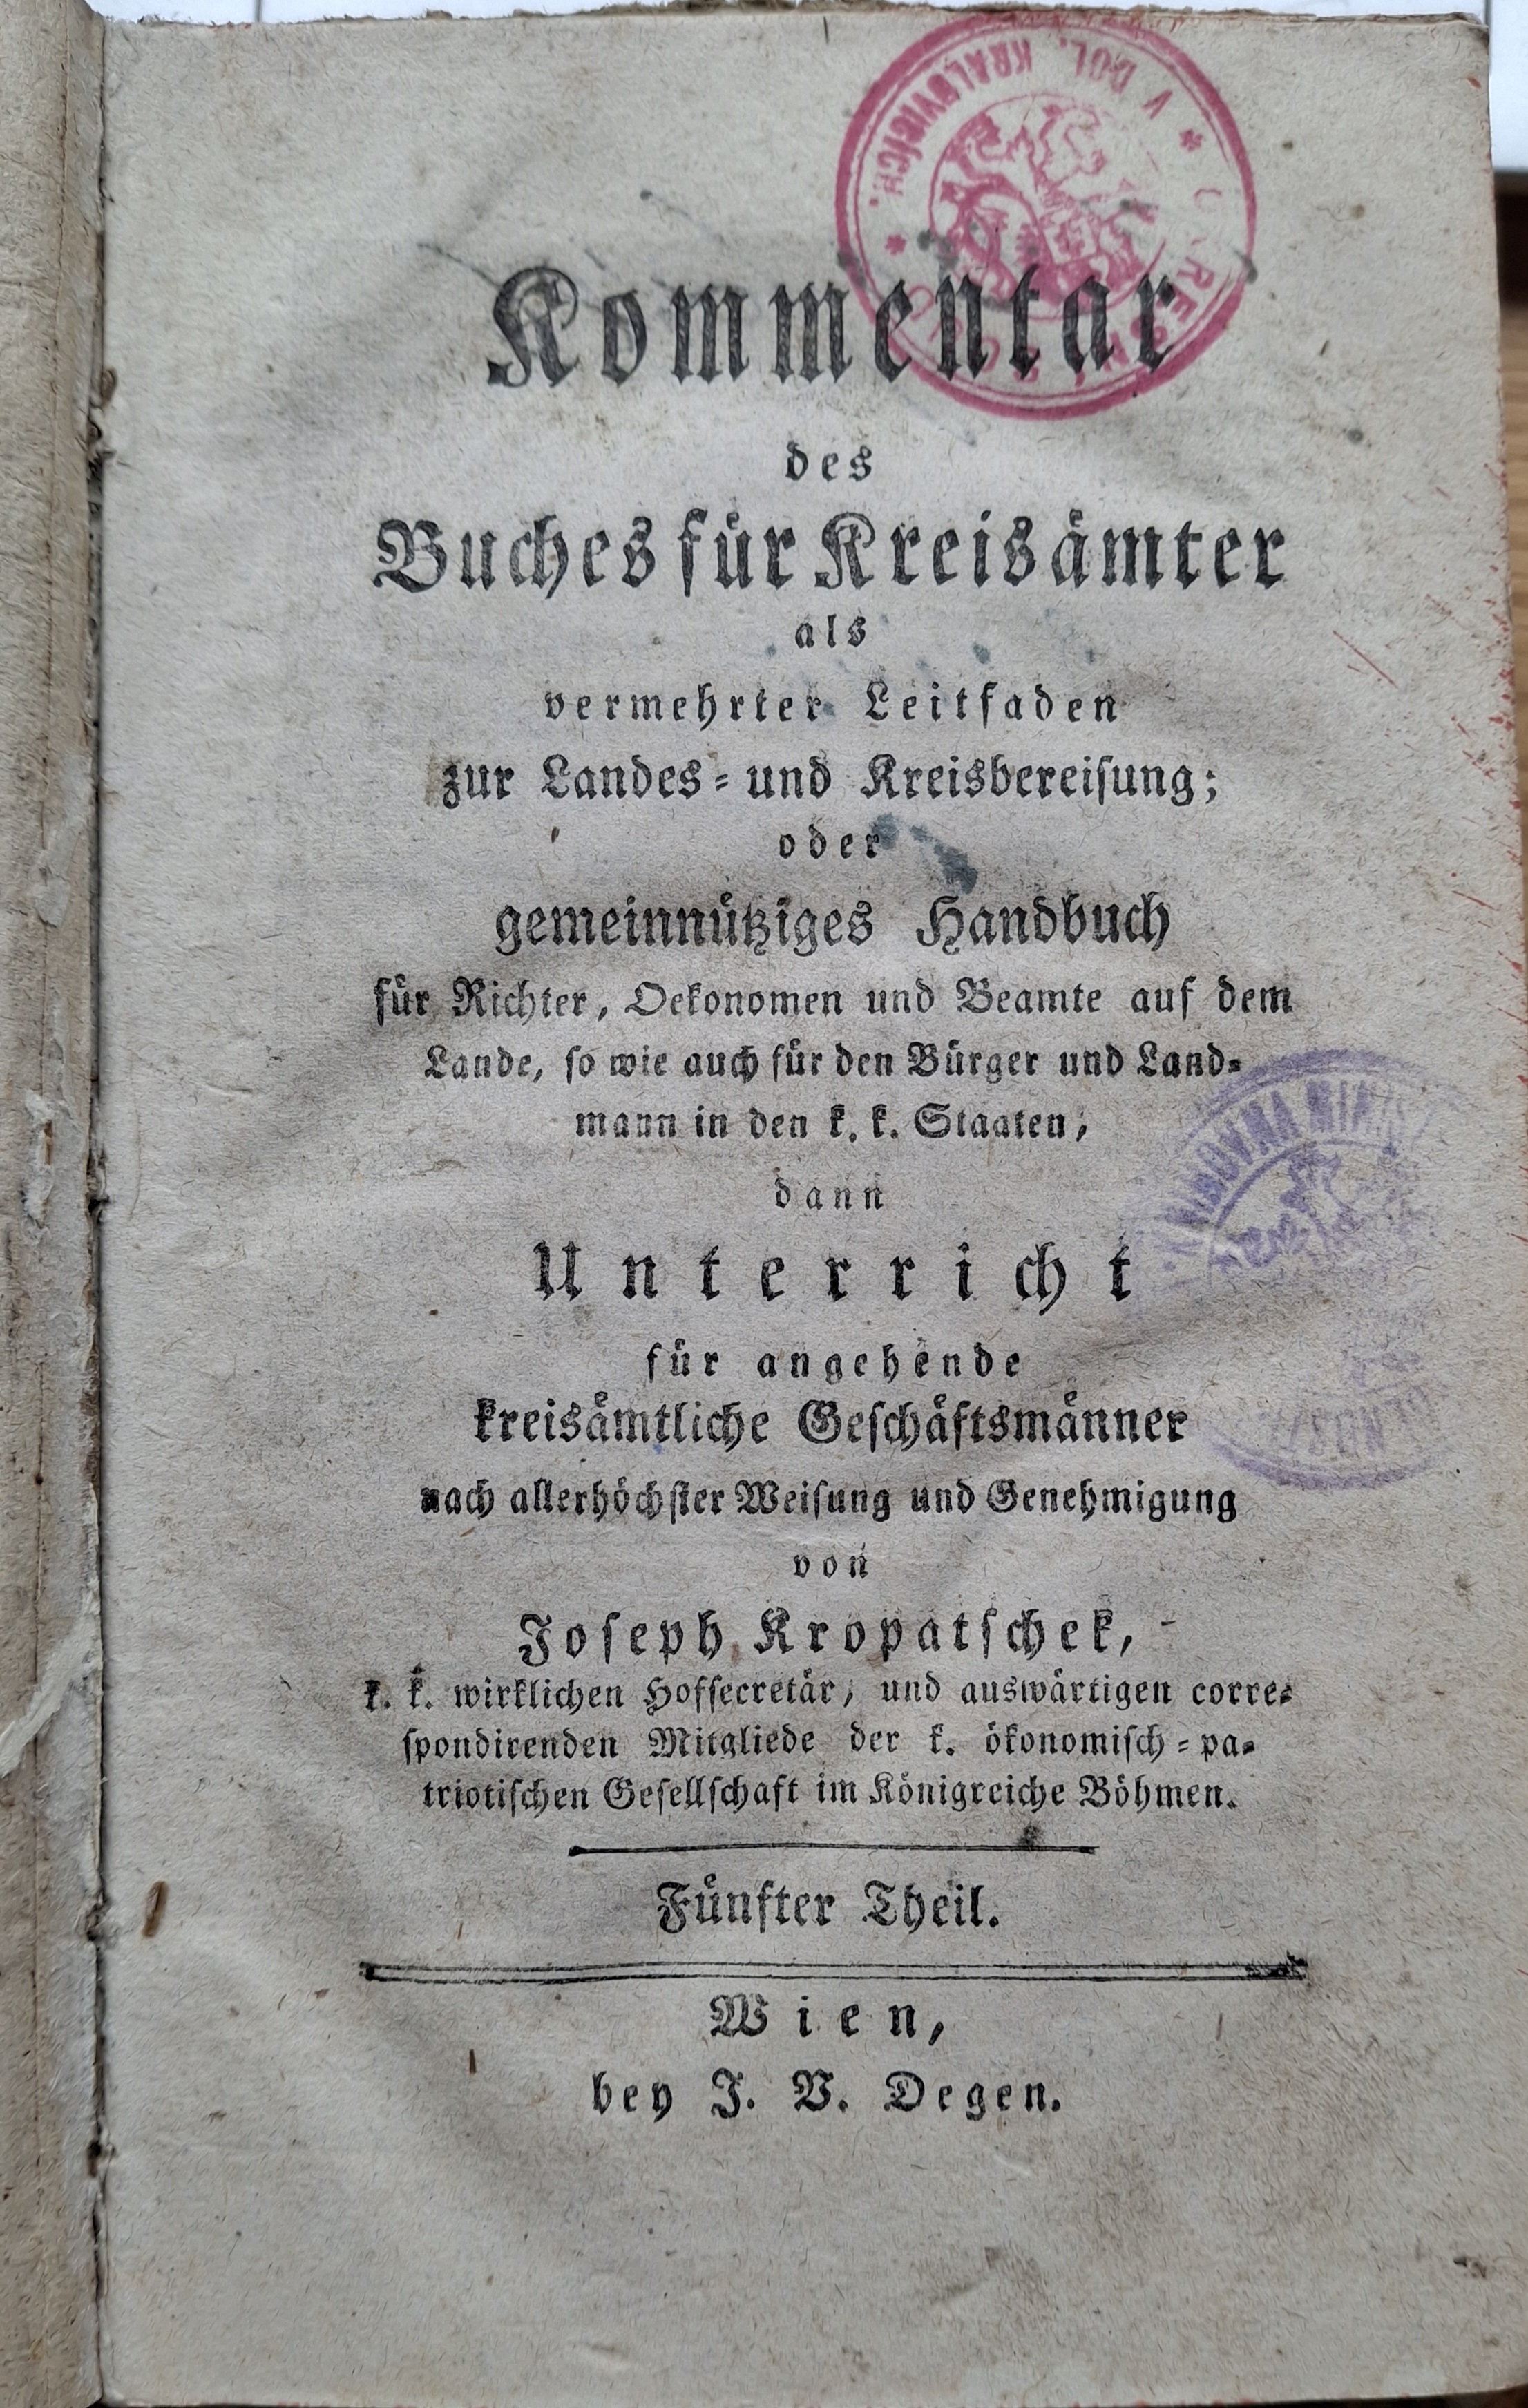 V DOL. KRALOVICÍCH.
Kommentar
des
Buches für Kreisämter
als
vermehrter Leitfaden
zur Landes- und Kreisbereisung;
oder
gemeinnütziges Handbuch
für Richter, Oekonomen und Beamte auf dem
Lande, so wie auch für den Bürger und Land-
mann in den k. k. Staaten,
dann
Unterricht
für angehende
kreisämtliche Geschäftsmänner
nach allerhöchster Weisung und Genehmigung
von
Joseph Kropatschek,
k. k. wirklichen Hofsecretär, und auswärtigen corre-
spondirenden Mitgliede der k. ökonomisch-pa-
triotischen Gesellschaft im Königreiche Böhmen.
Fünfter Theil.
Wien,
bey J. V. Degen.